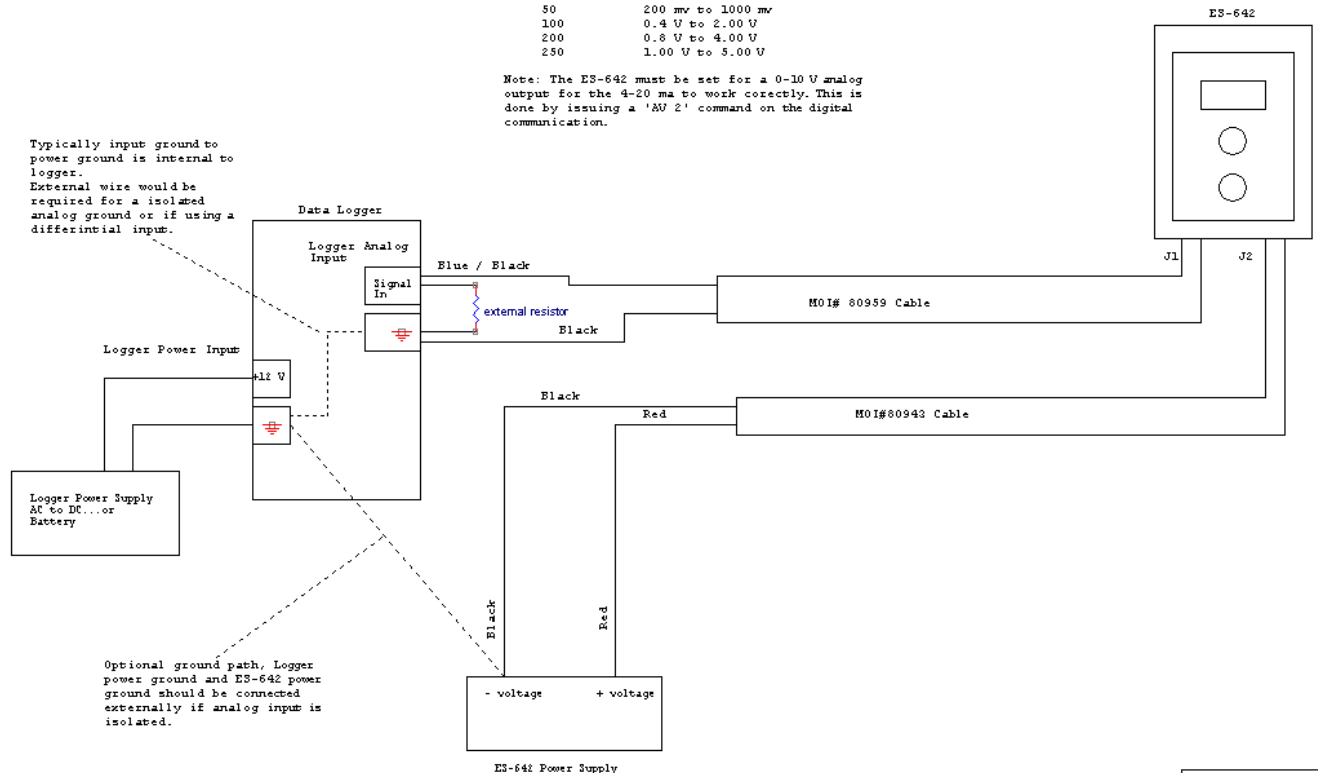 50 200 mv to 1000 mv
100 0.4 V to 2.00 V
200 0.8 V to 4.00 V
250 1.00 V to 5.00 V
Note: The ES-642 must be set for a 0-10 V analog
output for the 4-20 ma to work corectly. This is
done by issuing a 'AV 2' command on the digital
communication.
ES-642
J1
J2
Typically input ground to
power ground is internal to
logger.
External wire would be
required for a isolated
analog ground or if using a
differintial input.
Data Logger
Logger Analog
Input
Signal
In
Blue / Black
external resistor
Black
MOI# 80959 Cable
Logger Power Input
+12 V
Black
Red
MOI#80943 Cable
Logger Power Supply
AC to DC...or
Battery
Black
Red
Optional ground path, Logger
power ground and ES-642 power
ground should be connected
externally if analog input is
isolated.
- voltage
+ voltage
ES-642 Power Supply